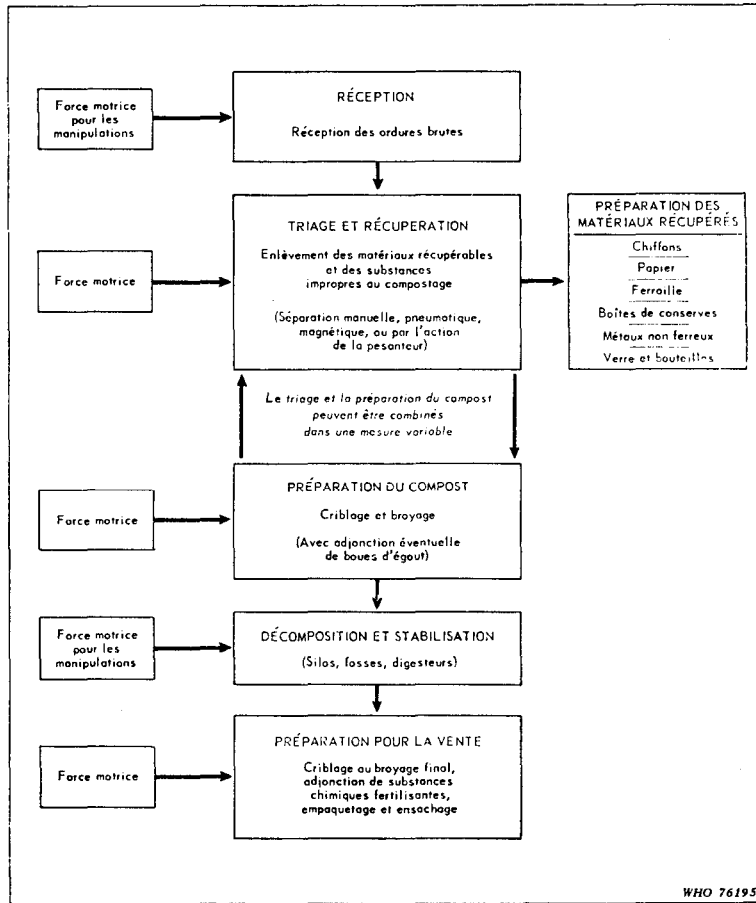 Force motrice
pour les
manipulations
RÉCEPTION
Réception des ordures brutes
Force motrice
TRIAGE ET RÉCUPERATION
Enlèvement des matériaux récupérables
et des substances
impropres au compostage
(Séparation manuelle, pneumatique,
magnétique, ou par l'action
de la pesanteur)
PRÉPARATION DES
MATÉRIAUX RÉCUPÉRÉS
Chiffons
Papier
Ferraille
Boîtes de conserves
Métaux non ferreux
Verre et bouteilles
Le triage et la préparation du compost
peuvent être combinés
dans une mesure variable
Force motrice
PRÉPARATION DU COMPOST
Criblage et broyage
(Avec adjonction éventuelle
de boues d'égout)
Force motrice
pour les
manipulations
DÉCOMPOSITION ET STABILISATION
(Silos, fosses, digesteurs)
Force motrice
PRÉPARATION POUR LA VENTE
Criblage ou broyage final,
adjonction de substances
chimiques fertilisantes,
empaquetage et ensachage
WHO 76195